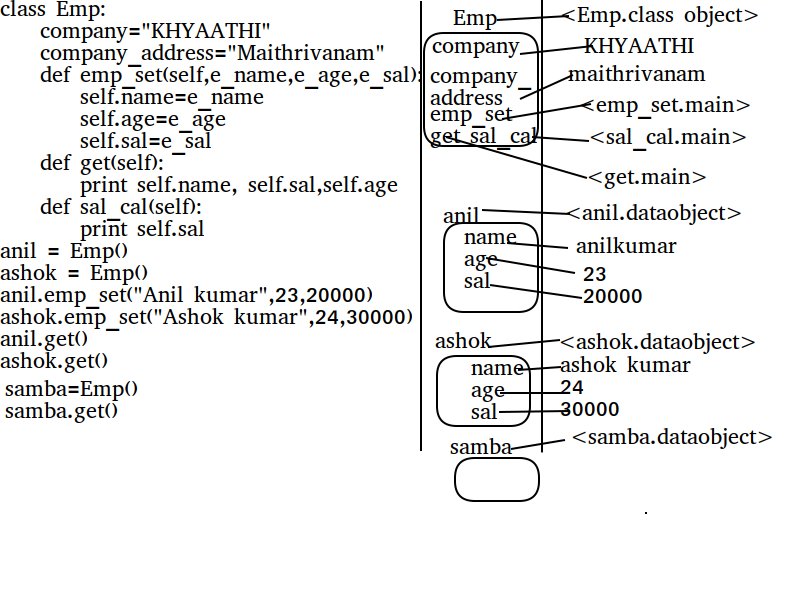 class Emp:
company="KHYAATHI"
company_address="Maithrivanam"
def emp_set(self,e_name,e_age,e_sal):
self.name=e_name
self.age=e_age
self.sal=e_sal
def get(self):
print self.name, self.sal,self.age
def sal_cal(self):
print self.sal
anil = Emp()
ashok = Emp()
anil.emp_set("Anil kumar",23,20000)
ashok.emp_set("Ashok kumar",24,30000)
anil.get()
ashok.get()
samba=Emp()
samba.get()
Emp <Emp.class object>
company KHYAATHI
company_ maithrivanam
address
emp_set <emp_set.main>
get sal_cal <sal_cal.main>
<get.main>
anil <anil.dataobject>
name anilkumar
age 23
sal 20000
ashok <ashok.dataobject>
name ashok kumar
age 24
sal 30000
samba <samba.dataobject>